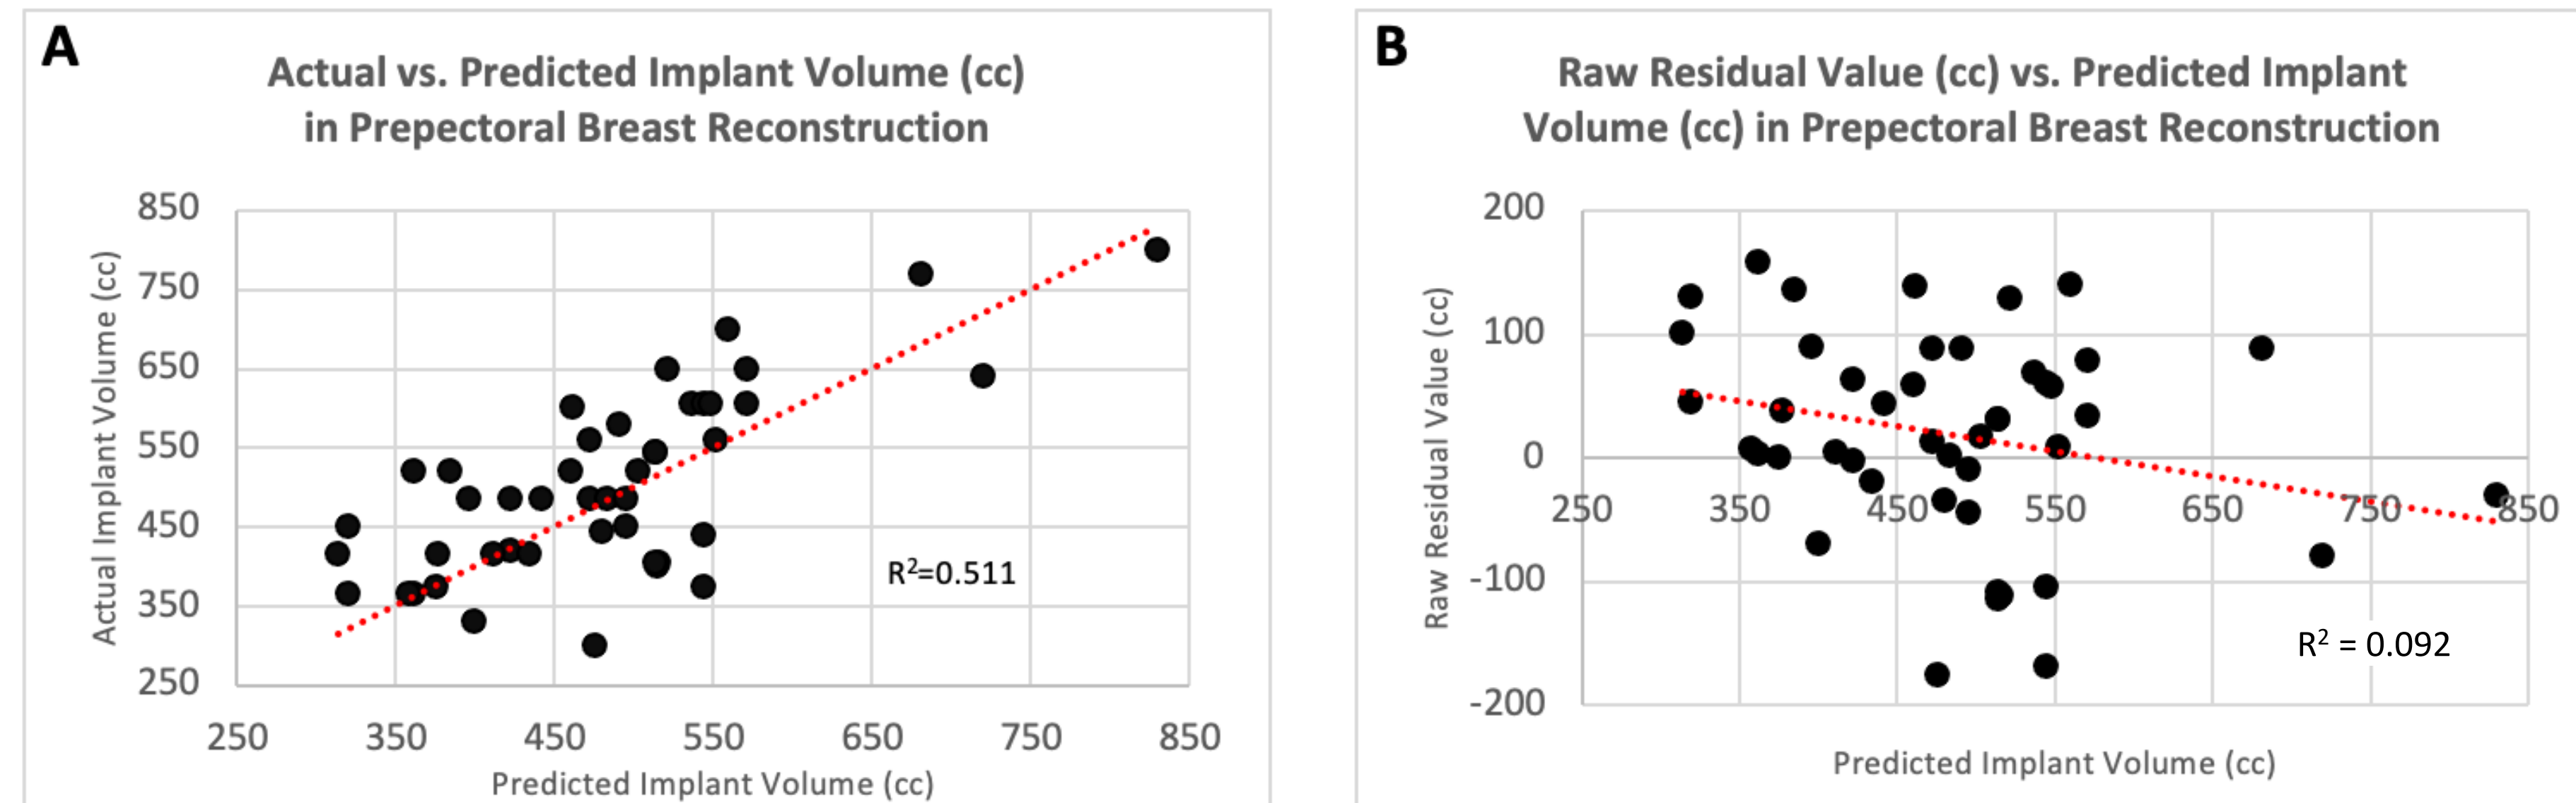 A
Actual vs. Predicted Implant Volume (cc)
in Prepectoral Breast Reconstruction
850
750
650
550
450
350
250
Actual Implant Volume (cc)
R²=0.511
250 350 450 550 650 750 850
Predicted Implant Volume (cc)
B
Raw Residual Value (cc) vs. Predicted Implant
Volume (cc) in Prepectoral Breast Reconstruction
200
100
0
-100
-200
Raw Residual Value (cc)
250 350 450 550 650 750 850
R² = 0.092
Predicted Implant Volume (cc)